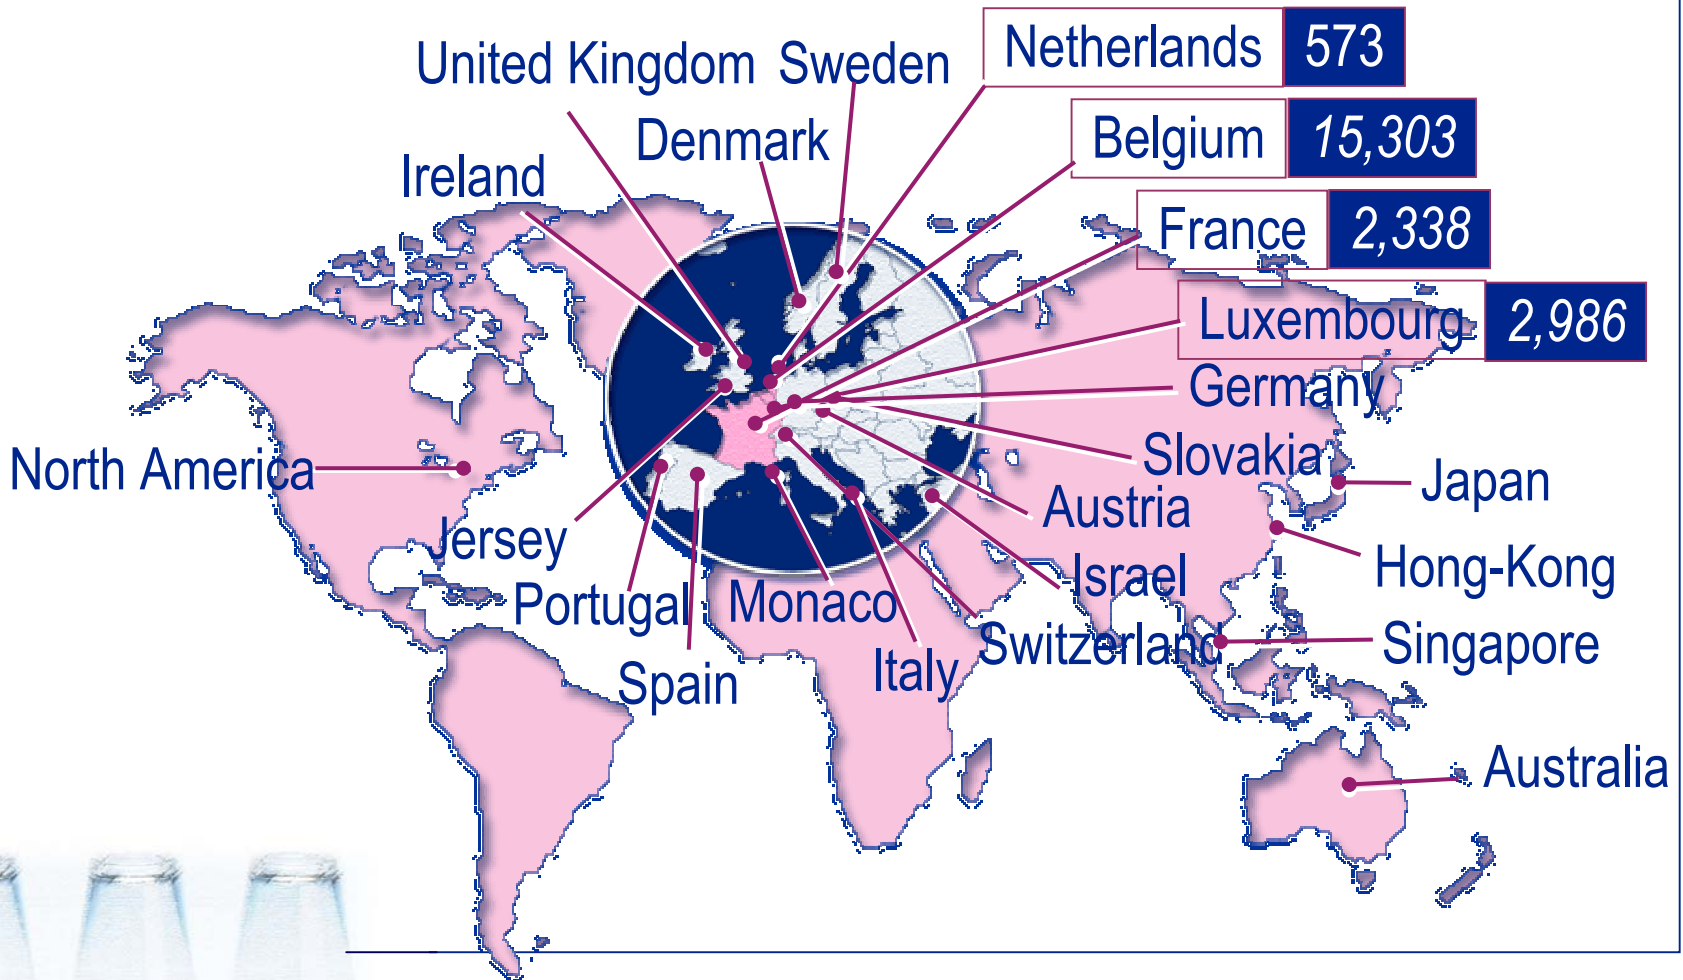 Netherlands 573
United Kingdom Sweden
Belgium 15,303
Denmark
Ireland
France 2,338
Luxembourg 2,986
Germany
Slovakia
North America
Japan
Austria
Jersey
Hong-Kong
Israel
Portugal
Monaco
Switzerland
Singapore
Italy
Spain
Australia